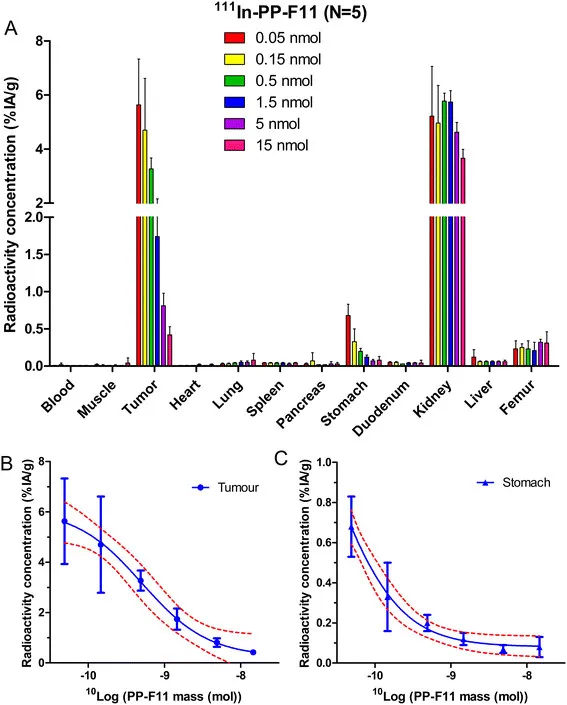 ¹¹¹In-PP-F11 (N=5)
A
Radioactivity concentration (%IA/g)
8
6
4
2
2.0
1.5
1.0
0.5
0.0
0.05 nmol
0.15 nmol
0.5 nmol
1.5 nmol
5 nmol
15 nmol
Blood
Muscle
Tumor
Heart
Lung
Spleen
Pancreas
Stomach
Duodenum
Kidney
Liver
Femur
B
Radioactivity concentration (%IA/g)
8
6
4
2
0
Tumour
-10
-9
-8
¹⁰Log (PP-F11 mass (mol))
C
Radioactivity concentration (%IA/g)
1.0
0.8
0.6
0.4
0.2
0.0
Stomach
-10
-9
-8
¹⁰Log (PP-F11 mass (mol))